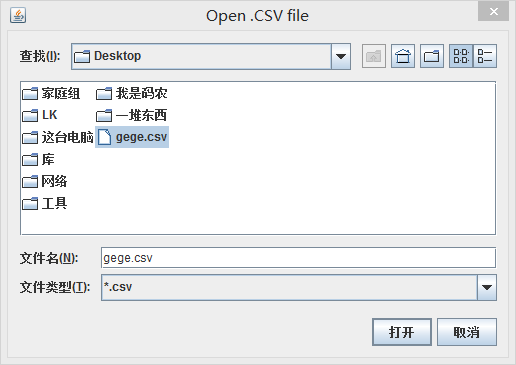 Open .CSV file
查找(I):
Desktop
家庭组
我是码农
LK
一堆东西
这台电脑
gege.csv
库
网络
工具
文件名(N):
gege.csv
文件类型(T):
*.csv
打开
取消